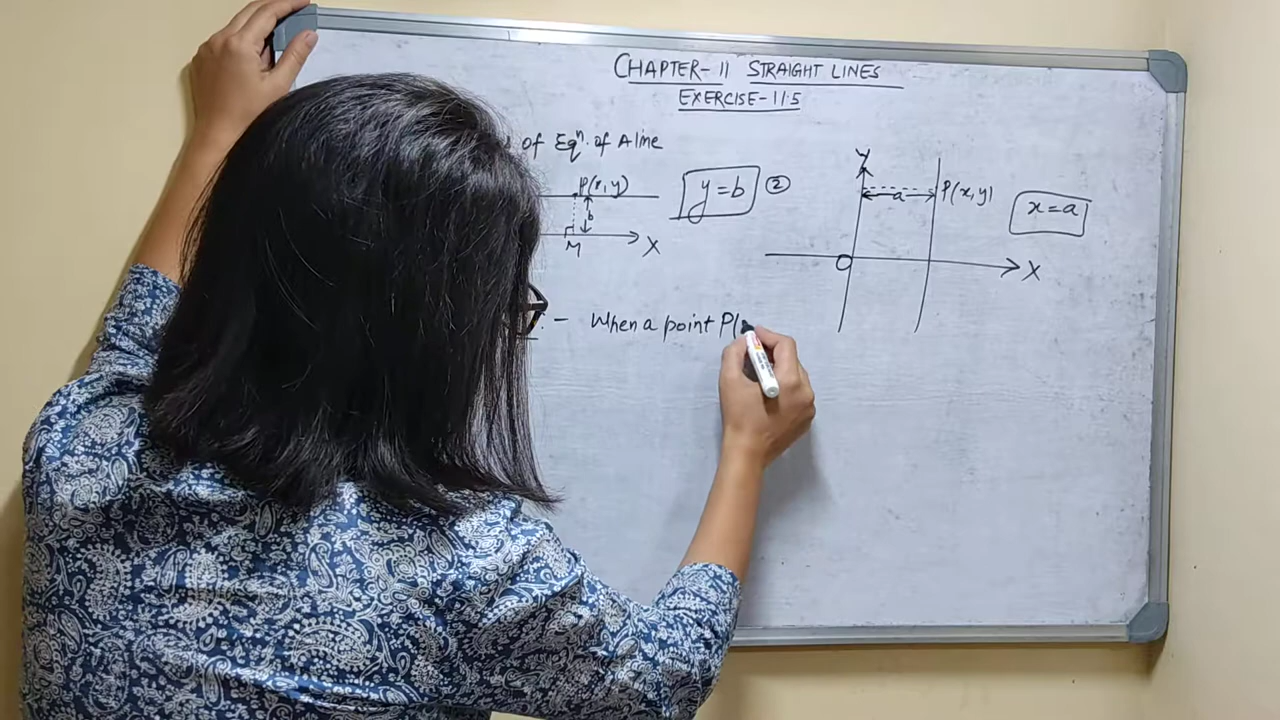 CHAPTER-11 STRAIGHT LINES
EXERCISE-11.5
of Eqⁿ. of A line
P(x,y)
b
M
X
y=b
②
Y
a
P(x,y)
x=a
O
X
- When a point P(